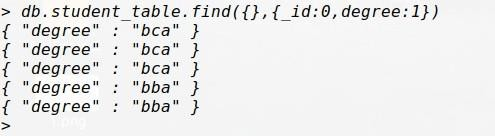 > db.student_table.find({},{_id:0,degree:1})
{ "degree" : "bca" }
{ "degree" : "bca" }
{ "degree" : "bca" }
{ "degree" : "bba" }
{ "degree" : "bba" }
>